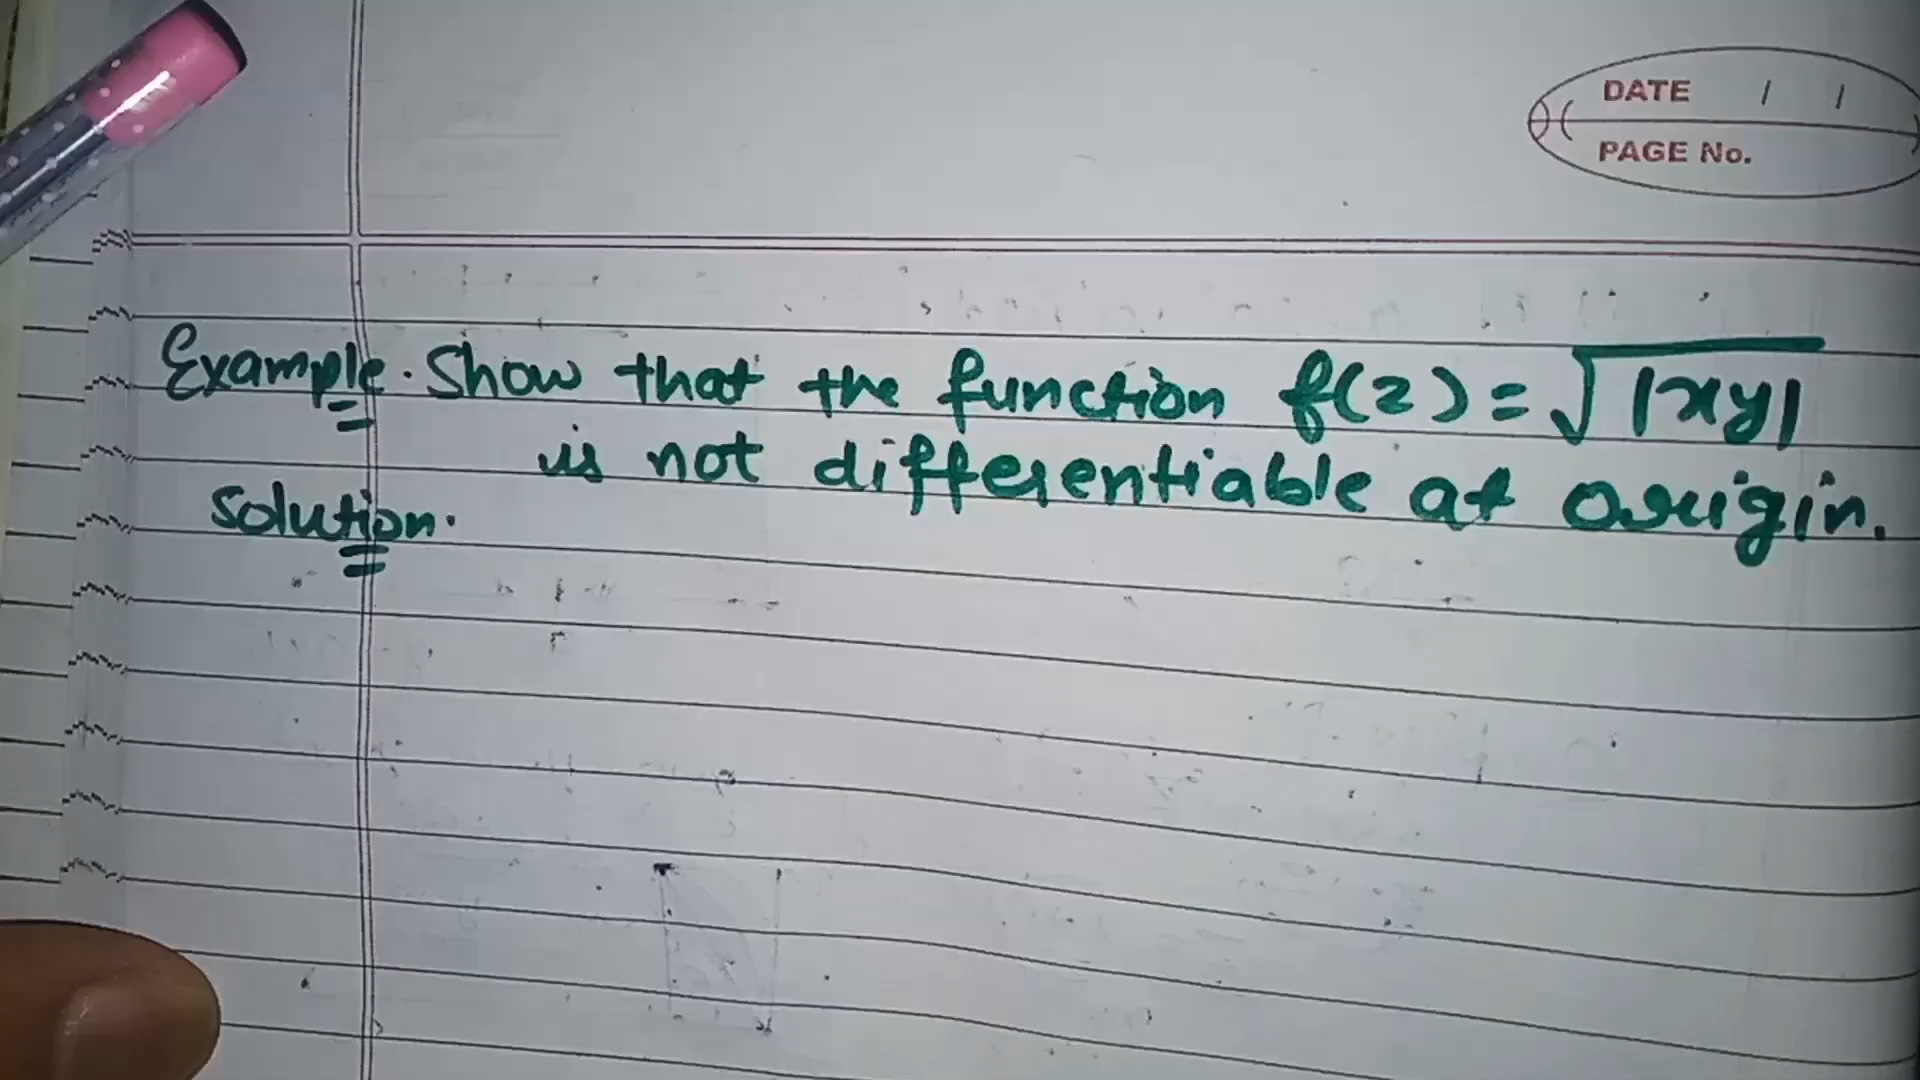 DATE / /
PAGE No.
Example. Show that the function f(z) = √|xy|
is not differentiable at origin.
Solution.